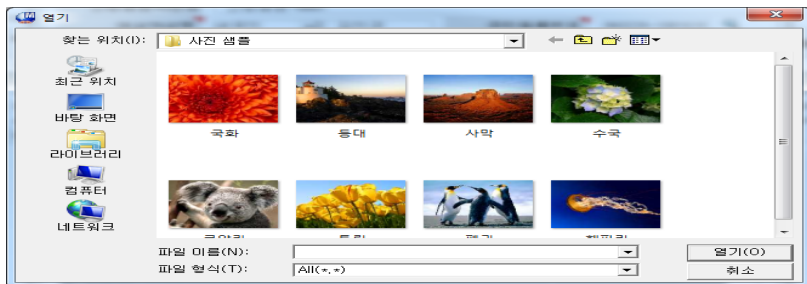 열기
찾는 위치(I):
사진 샘플
최근 위치
바탕 화면
라이브러리
컴퓨터
네트워크
국화
등대
사막
수국
파일 이름(N):
열기(O)
파일 형식(T):
All(*.*)
취소